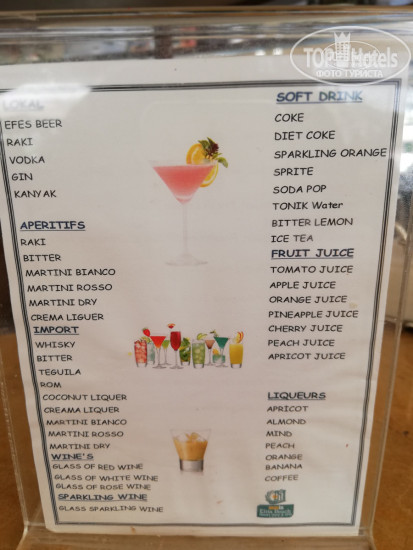 TOPHotels
ФОТО ТУРИСТА
LOKAL
EFES BEER
RAKI
VODKA
GIN
KANYAK
APERITIFS
RAKI
BITTER
MARTINI BIANCO
MARTINI ROSSO
MARTINI DRY
CREMA LIGUER
IMPORT
WHISKY
BITTER
TEGUILA
ROM
COCONUT LIQUER
CREAMA LIQUER
MARTINI BIANCO
MARTINI ROSSO
MARTINI DRY
WINE'S
GLASS OF RED WINE
GLASS OF WHITE WINE
GLASS OF ROSE WINE
SPARKLING WINE
GLASS SPARKLING WINE
SOFT DRINK
COKE
DIET COKE
SPARKLING ORANGE
SPRITE
SODA POP
TONIK Water
BITTER LEMON
ICE TEA
FRUIT JUICE
TOMATO JUICE
APPLE JUICE
ORANGE JUICE
PINEAPPLE JUICE
CHERRY JUICE
PEACH JUICE
APRICOT JUICE
LIQUEURS
APRICOT
ALMOND
MIND
PEACH
ORANGE
BANANA
COFFEE